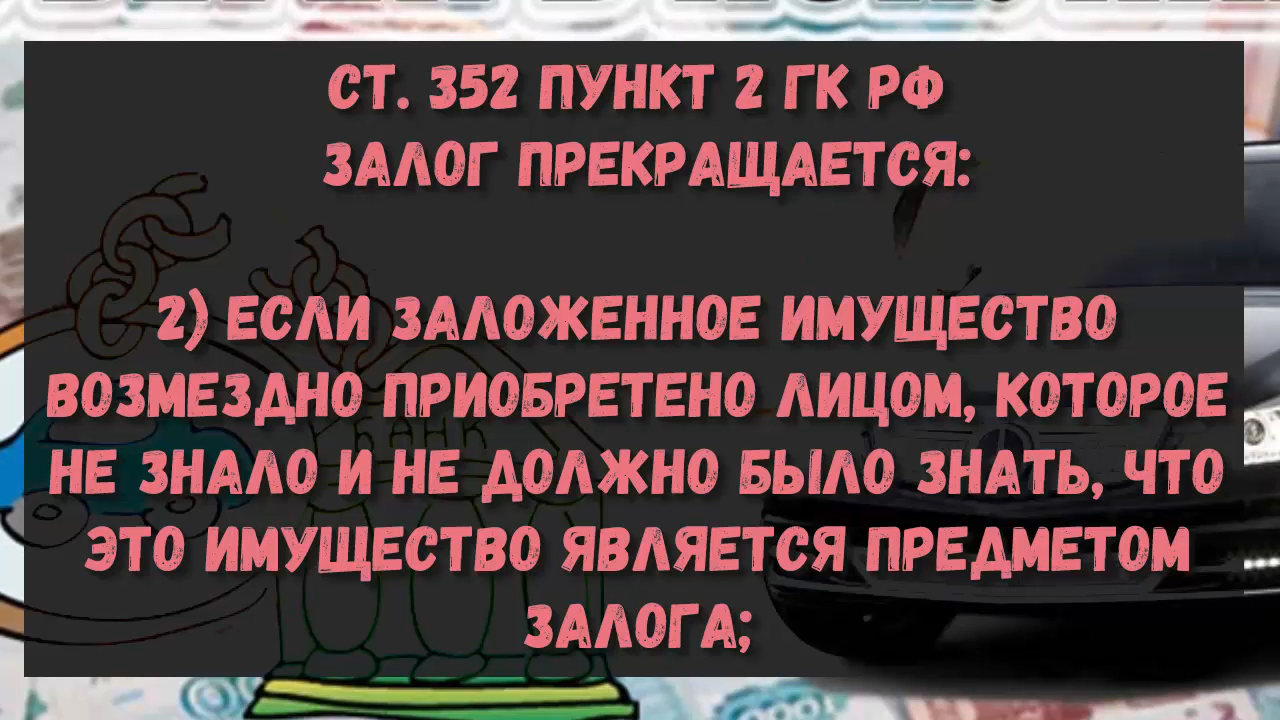 СТ. 352 ПУНКТ 2 ГК РФ
ЗАЛОГ ПРЕКРАЩАЕТСЯ:
2) ЕСЛИ ЗАЛОЖЕННОЕ ИМУЩЕСТВО
ВОЗМЕЗДНО ПРИОБРЕТЕНО ЛИЦОМ, КОТОРОЕ
НЕ ЗНАЛО И НЕ ДОЛЖНО БЫЛО ЗНАТЬ, ЧТО
ЭТО ИМУЩЕСТВО ЯВЛЯЕТСЯ ПРЕДМЕТОМ
ЗАЛОГА;
БАНК